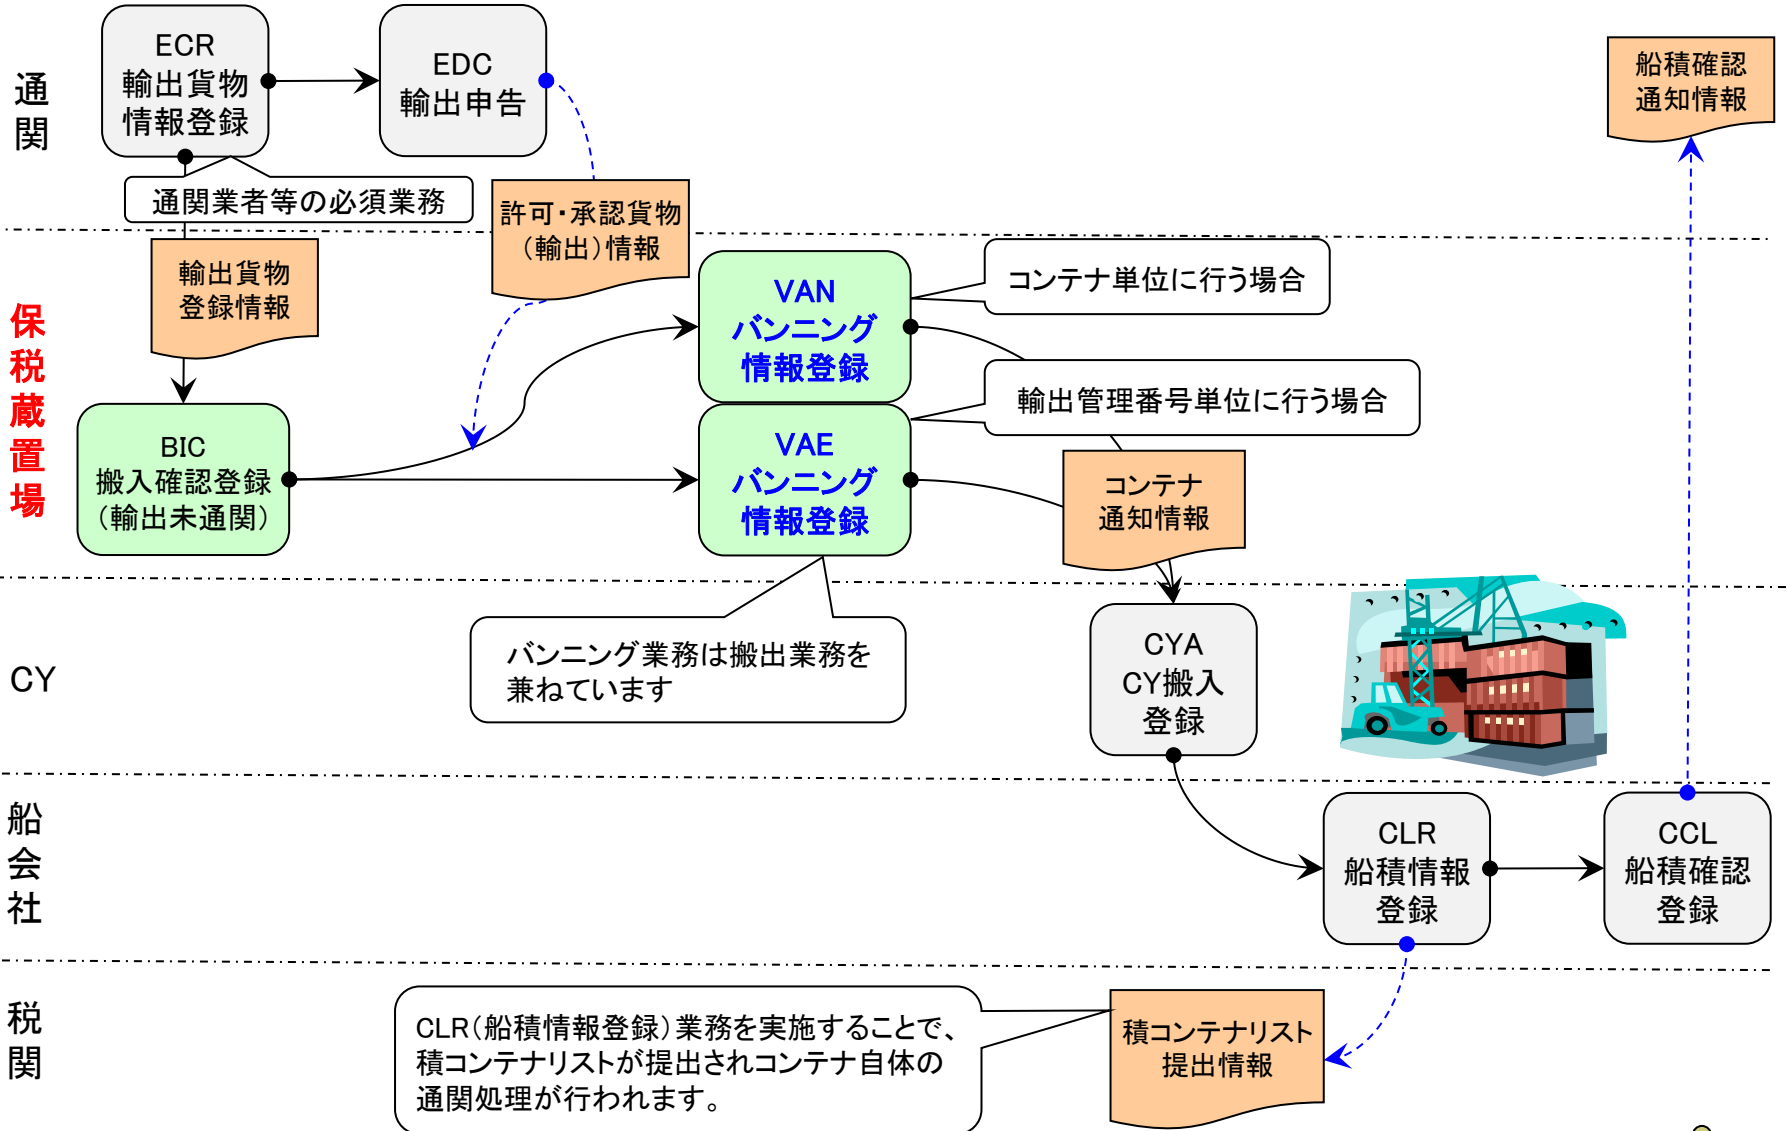 通
関
ECR
輸出貨物
情報登録
EDC
輸出申告
船積確認
通知情報
通関業者等の必須業務
許可・承認貨物
(輸出)情報
保
税
蔵
置
場
輸出貨物
登録情報
VAN
バンニング
情報登録
コンテナ単位に行う場合
BIC
搬入確認登録
(輸出未通関)
VAE
バンニング
情報登録
輸出管理番号単位に行う場合
コンテナ
通知情報
CY
バンニング業務は搬出業務を
兼ねています
CYA
CY搬入
登録
船
会
社
CLR
船積情報
登録
CCL
船積確認
登録
税
関
CLR(船積情報登録)業務を実施することで、
積コンテナリストが提出されコンテナ自体の
通関処理が行われます。
積コンテナリスト
提出情報